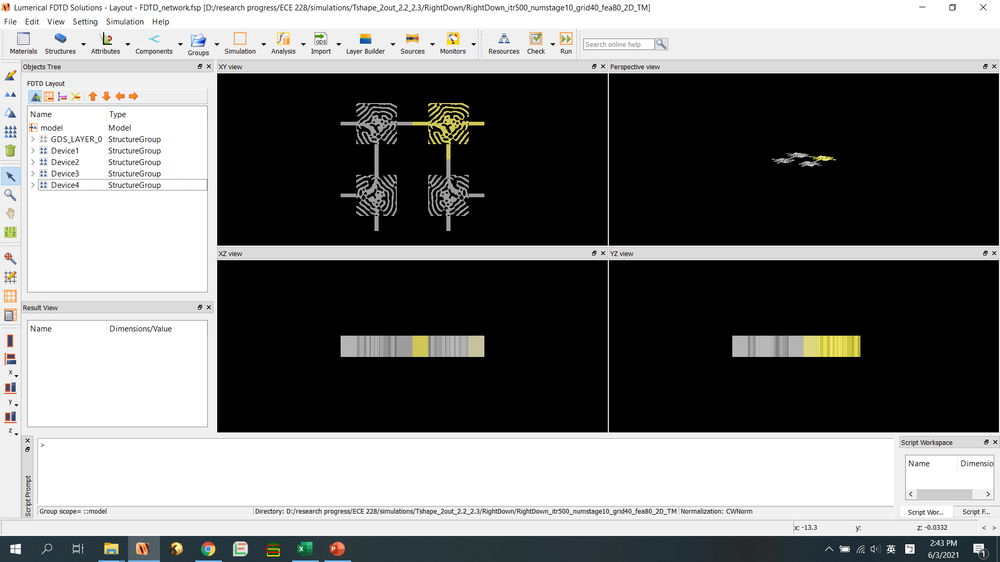 Lumerical FDTD Solutions - Layout - FDTD_network.fsp [D:/research progress/ECE 228/simulations/Tshape_2out_2.2_2.3/RightDown/RightDown_itr500_numstage10_grid40_fea80_2D_TM]
File Edit View Setting Simulation Help
Materials Structures Attributes Components Groups Simulation Analysis Import Layer Builder Sources Monitors Resources Check Run Search online help
GDS
Objects Tree
XY view
Perspective view
FDTD Layout
Name Type
model Model
GDS_LAYER_0 StructureGroup
Device1 StructureGroup
Device2 StructureGroup
Device3 StructureGroup
Device4 StructureGroup
XZ view
YZ view
Result View
Name Dimensions/Value
1 2
x
y
z
Script Prompt
>
Script Workspace
Name Dimensio
Script Wor... Script F...
Group scope= ::model
Directory: D:/research progress/ECE 228/simulations/Tshape_2out_2.2_2.3/RightDown/RightDown_itr500_numstage10_grid40_fea80_2D_TM
Normalization: CWNorm
x: -13.3 y: z: -0.0332 < >
英 ㄅ
2:43 PM
6/3/2021
1